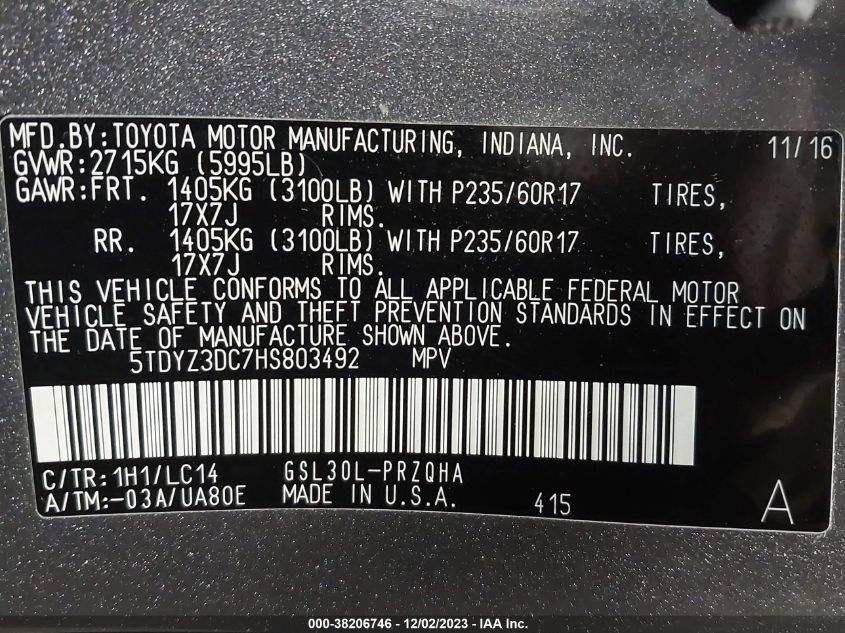 MFD.BY:TOYOTA MOTOR MANUFACTURING, INDIANA, INC. 11/16
GVWR:2715KG (5995LB)
GAWR:FRT. 1405KG (3100LB) WITH P235/60R17 TIRES,
17X7J RIMS.
RR. 1405KG (3100LB) WITH P235/60R17 TIRES,
17X7J RIMS.
THIS VEHICLE CONFORMS TO ALL APPLICABLE FEDERAL MOTOR
VEHICLE SAFETY AND THEFT PREVENTION STANDARDS IN EFFECT ON
THE DATE OF MANUFACTURE SHOWN ABOVE.
5TDYZ3DC7HS803492 MPV
C/TR:1H1/LC14 GSL30L-PRZQHA
A/TM:-03A/UA80E MADE IN U.S.A. 415 A
000-38206746 - 12/02/2023 - IAA Inc.